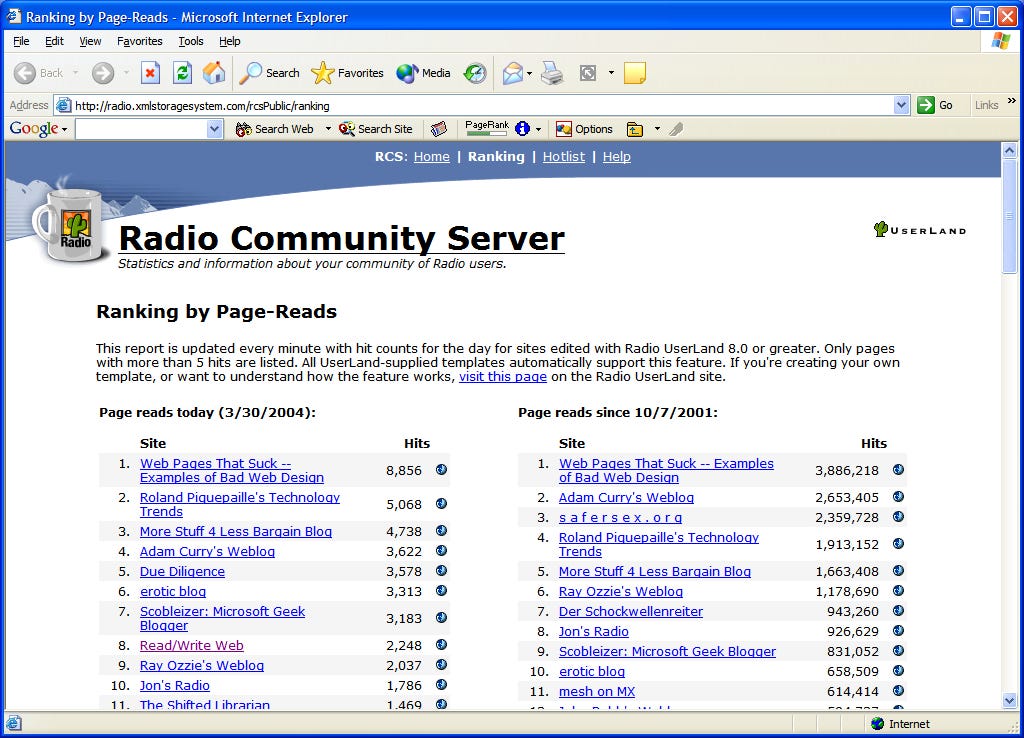 Ranking by Page-Reads - Microsoft Internet Explorer
File Edit View Favorites Tools Help
Back Search Favorites Media
Address http://radio.xmlstoragesystem.com/rcsPublic/ranking Go Links »
Google Search Web Search Site PageRank Options
RCS: Home | Ranking | Hotlist | Help
Radio
Radio Community Server
USERLAND
Statistics and information about your community of Radio users.
Ranking by Page-Reads
This report is updated every minute with hit counts for the day for sites edited with Radio UserLand 8.0 or greater. Only pages
with more than 5 hits are listed. All UserLand-supplied templates automatically support this feature. If you're creating your own
template, or want to understand how the feature works, visit this page on the Radio UserLand site.
Page reads today (3/30/2004):
Site Hits
1. Web Pages That Suck --
Examples of Bad Web Design 8,856
2. Roland Piquepaille's Technology
Trends 5,068
3. More Stuff 4 Less Bargain Blog 4,738
4. Adam Curry's Weblog 3,622
5. Due Diligence 3,578
6. erotic blog 3,313
7. Scobleizer: Microsoft Geek
Blogger 3,183
8. Read/Write Web 2,248
9. Ray Ozzie's Weblog 2,037
10. Jon's Radio 1,786
11. The Shifted Librarian 1,469
Page reads since 10/7/2001:
Site Hits
1. Web Pages That Suck -- Examples
of Bad Web Design 3,886,218
2. Adam Curry's Weblog 2,653,405
3. s a f e r s e x . o r g 2,359,728
4. Roland Piquepaille's Technology
Trends 1,913,152
5. More Stuff 4 Less Bargain Blog 1,663,408
6. Ray Ozzie's Weblog 1,178,690
7. Der Schockwellenreiter 943,260
8. Jon's Radio 926,629
9. Scobleizer: Microsoft Geek Blogger 831,052
10. erotic blog 658,509
11. mesh on MX 614,414
Internet